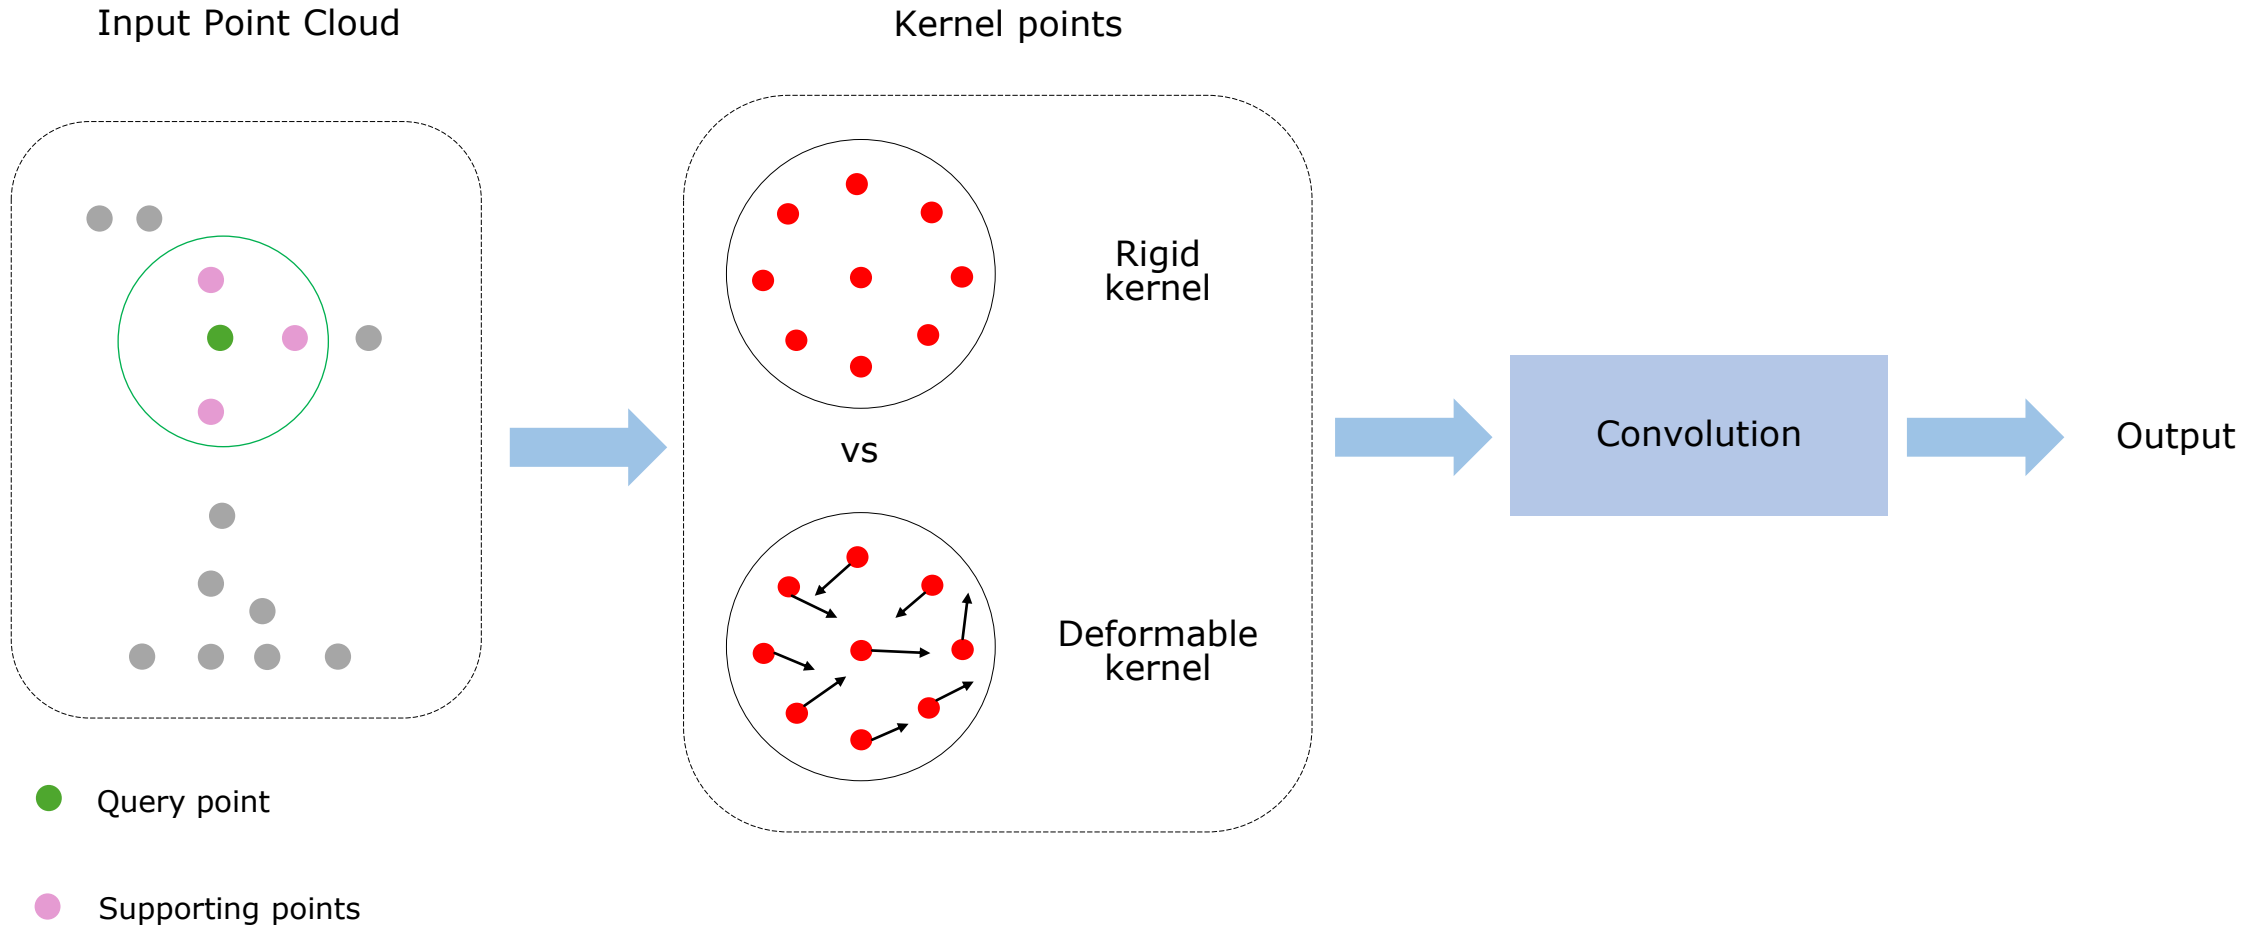 Input Point Cloud
Kernel points
Rigid
kernel
vs
Deformable
kernel
Convolution
Output
Query point
Supporting points